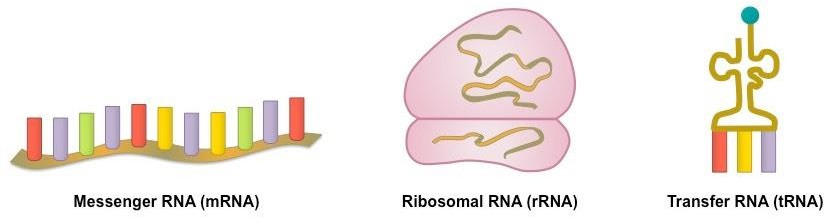 Messenger RNA (mRNA)
Ribosomal RNA (rRNA)
Transfer RNA (tRNA)